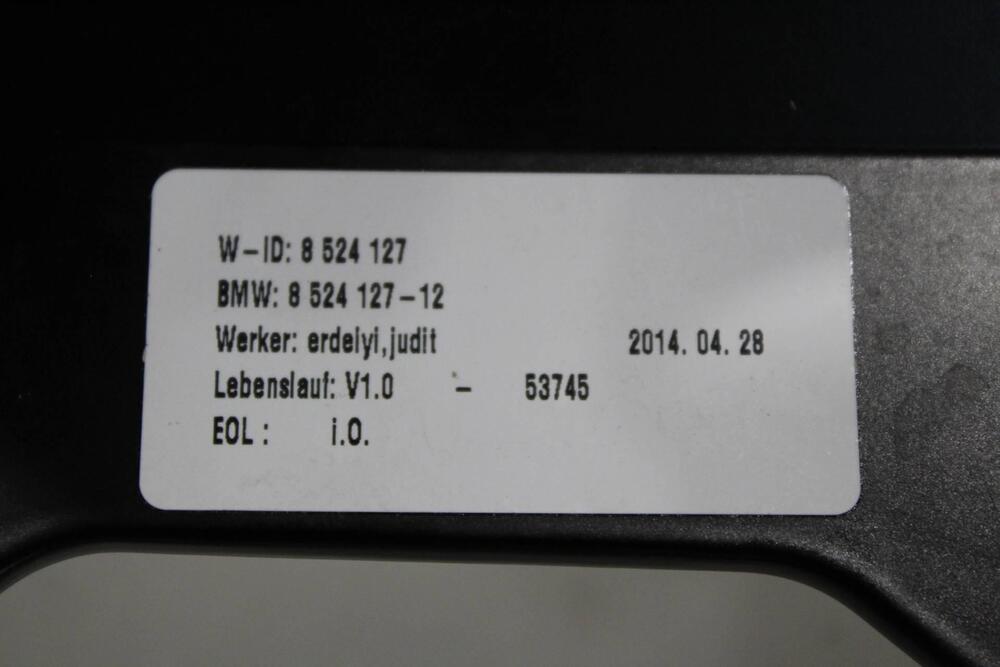 W-ID: 8 524 127
BMW: 8 524 127-12
Werker: erdelyi,judit 2014. 04. 28
Lebenslauf: V1.0 - 53745
EOL : i.O.